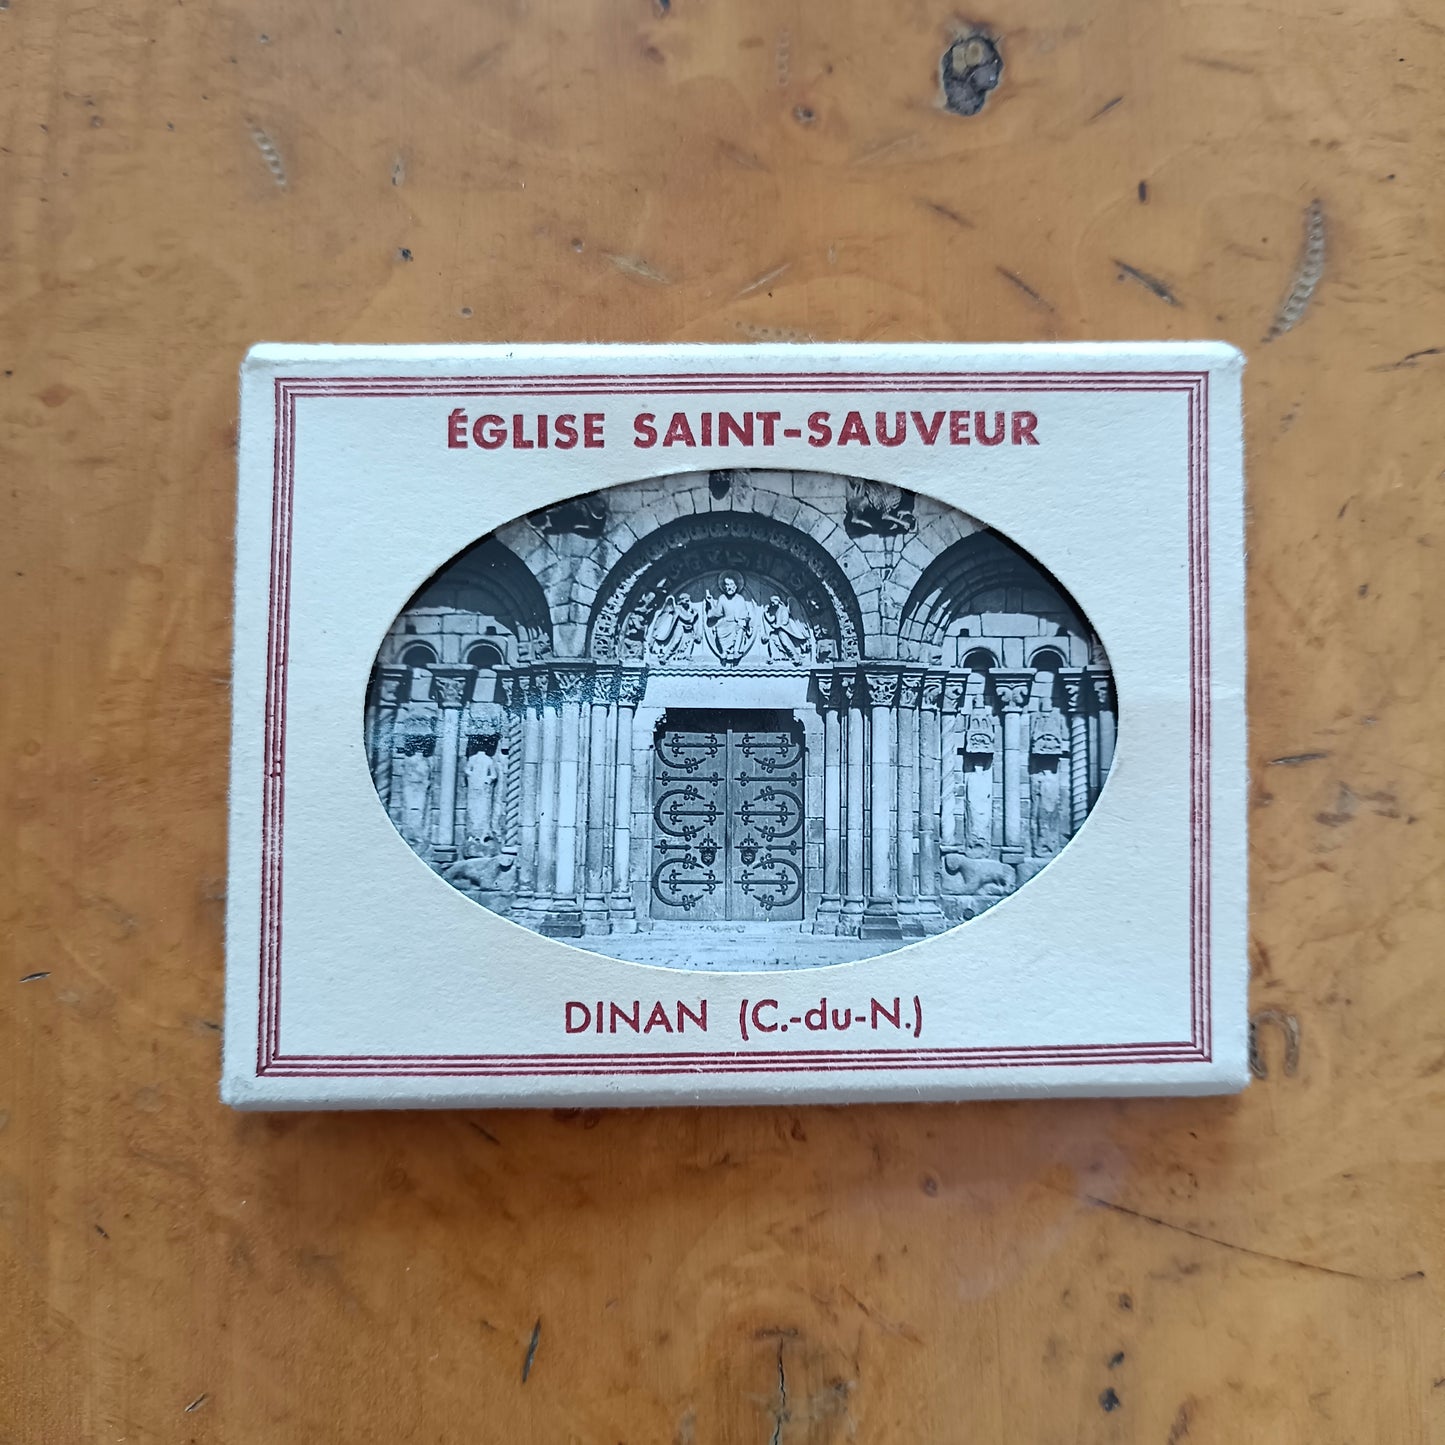 ÉGLISE SAINT-SAUVEUR
DINAN (C.-du-N.)